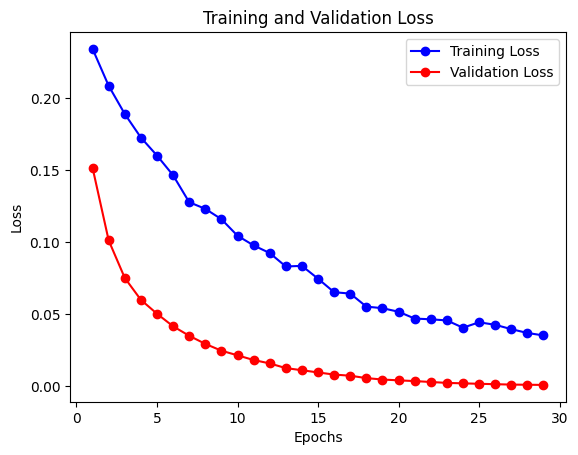 Training and Validation Loss
Training Loss
Validation Loss
Loss
0.20
0.15
0.10
0.05
0.00
0
5
10
15
20
25
30
Epochs